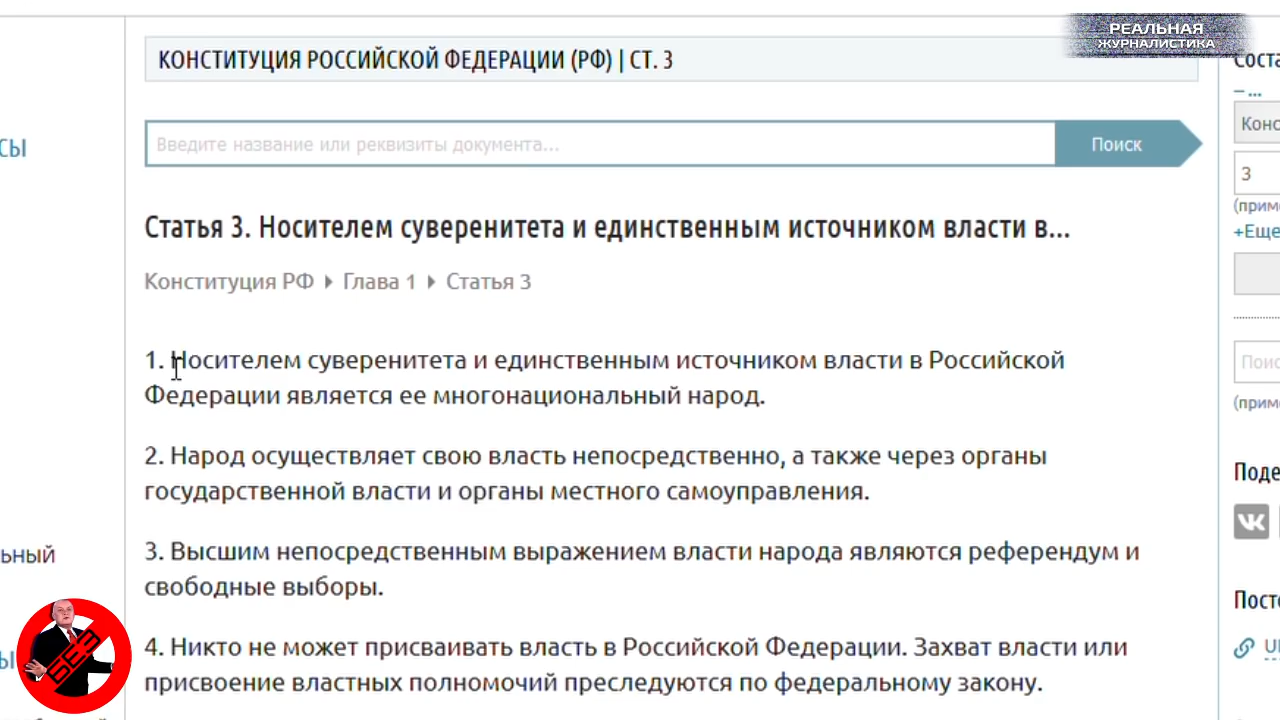 РЕАЛЬНАЯ
ЖУРНАЛИСТИКА
КОНСТИТУЦИЯ РОССИЙСКОЙ ФЕДЕРАЦИИ (РФ) | СТ. 3
Введите название или реквизиты документа...
Поиск
Статья 3. Носителем суверенитета и единственным источником власти в...
Конституция РФ Глава 1 Статья 3
1. Носителем суверенитета и единственным источником власти в Российской
Федерации является ее многонациональный народ.
2. Народ осуществляет свою власть непосредственно, а также через органы
государственной власти и органы местного самоуправления.
3. Высшим непосредственным выражением власти народа являются референдум и
свободные выборы.
4. Никто не может присваивать власть в Российской Федерации. Захват власти или
присвоение властных полномочий преследуются по федеральному закону.
3
+Еще
БЕЗ